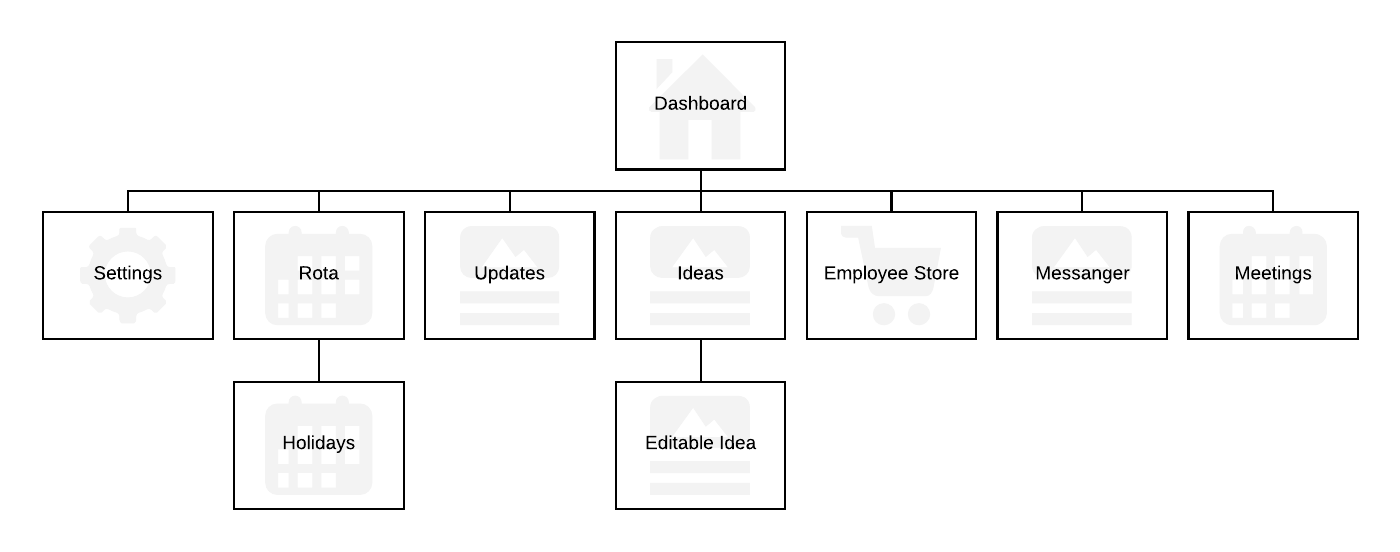 Dashboard
Settings
Rota
Updates
Ideas
Employee Store
Messanger
Meetings
Holidays
Editable Idea